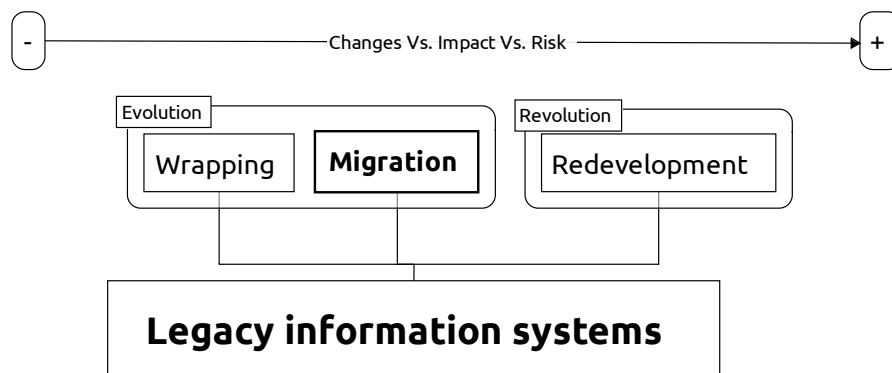 - Changes Vs. Impact Vs. Risk +
Evolution
Revolution
Wrapping
Migration
Redevelopment
Legacy information systems